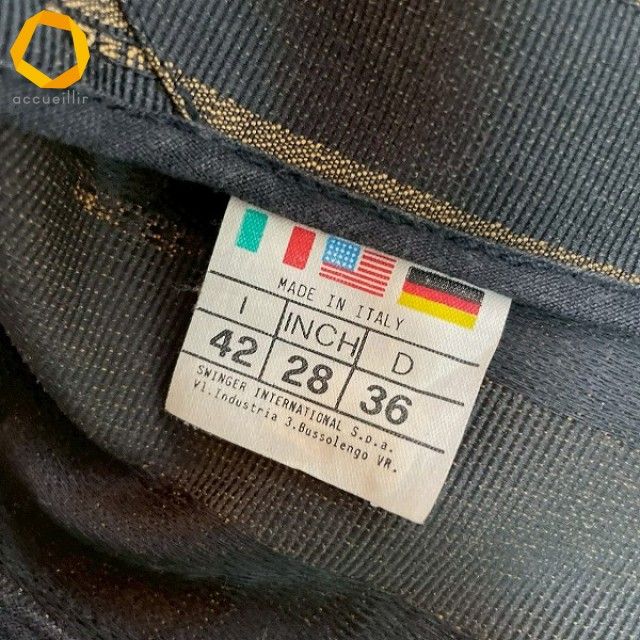 accueillir
MADE IN ITALY
I INCH D
42 28 36
SWINGER INTERNATIONAL S.p.a.
Vl.Industria 3.Bussolengo VR.